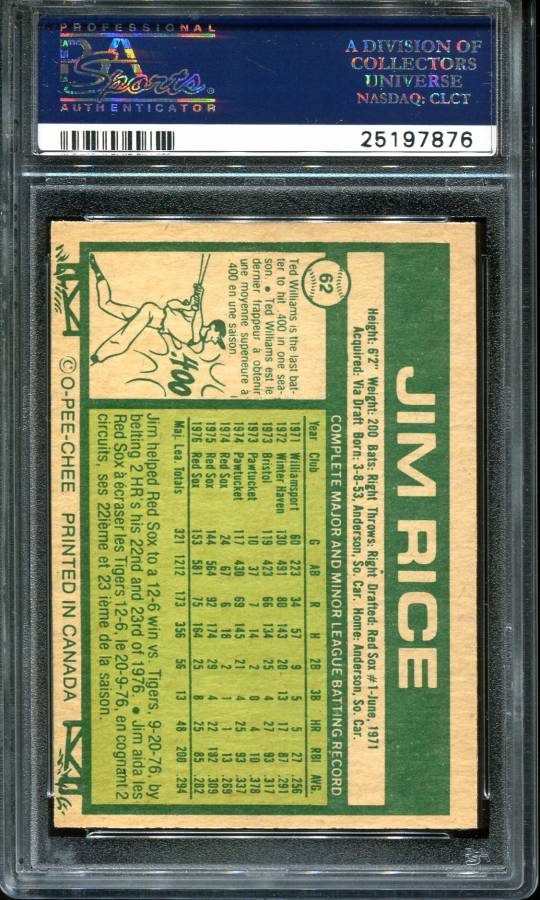 PROFESSIONAL
PSA
Sports
AUTHENTICATOR
A DIVISION OF
COLLECTORS
UNIVERSE
NASDAQ: CLCT
25197876
62
JIM RICE
Height: 6'2" Weight: 200 Bats: Right Throws: Right Drafted: Red Sox #1-June, 1971
Acquired: Via Draft Born: 3-8-53, Anderson, So. Car. Home: Anderson, So. Car.
COMPLETE MAJOR AND MINOR LEAGUE BATTING RECORD
Year Club G AB R H 2B 3B HR RBI AVG.
1971 Williamsport 60 223 34 57 9 5 5 27 .256
1972 Winter Haven 130 491 80 143 20 13 17 87 .291
1973 Bristol 119 423 66 134 25 4 27 93 .317
1973 Pawtucket 10 37 7 14 2 0 4 10 .378
1974 Pawtucket 117 430 69 145 21 4 25 93 .337
1974 Red Sox 24 67 6 18 2 1 1 13 .269
1975 Red Sox 144 564 92 174 29 4 22 102 .309
1976 Red Sox 153 581 75 164 25 8 25 85 .282
Maj. Lea Totals 321 1212 173 356 56 13 48 200 .294
Ted Williams is the last bat-
ter to hit .400 in one sea-
son. • Ted Williams est le
dernier frappeur à obtenir
une moyenne supérieure à
.400 en une saison.
.400
Jim helped Red Sox to a 12-6 win vs. Tigers, 9-20-76, by
belting 2 HR's his 22nd and 23rd of 1976. • Jim aida les
Red Sox à écraser les Tigers 12-6, le 20-9-76, en cognant 2
circuits, ses 22ième et 23 ième de la saison.
© O-PEE-CHEE PRINTED IN CANADA